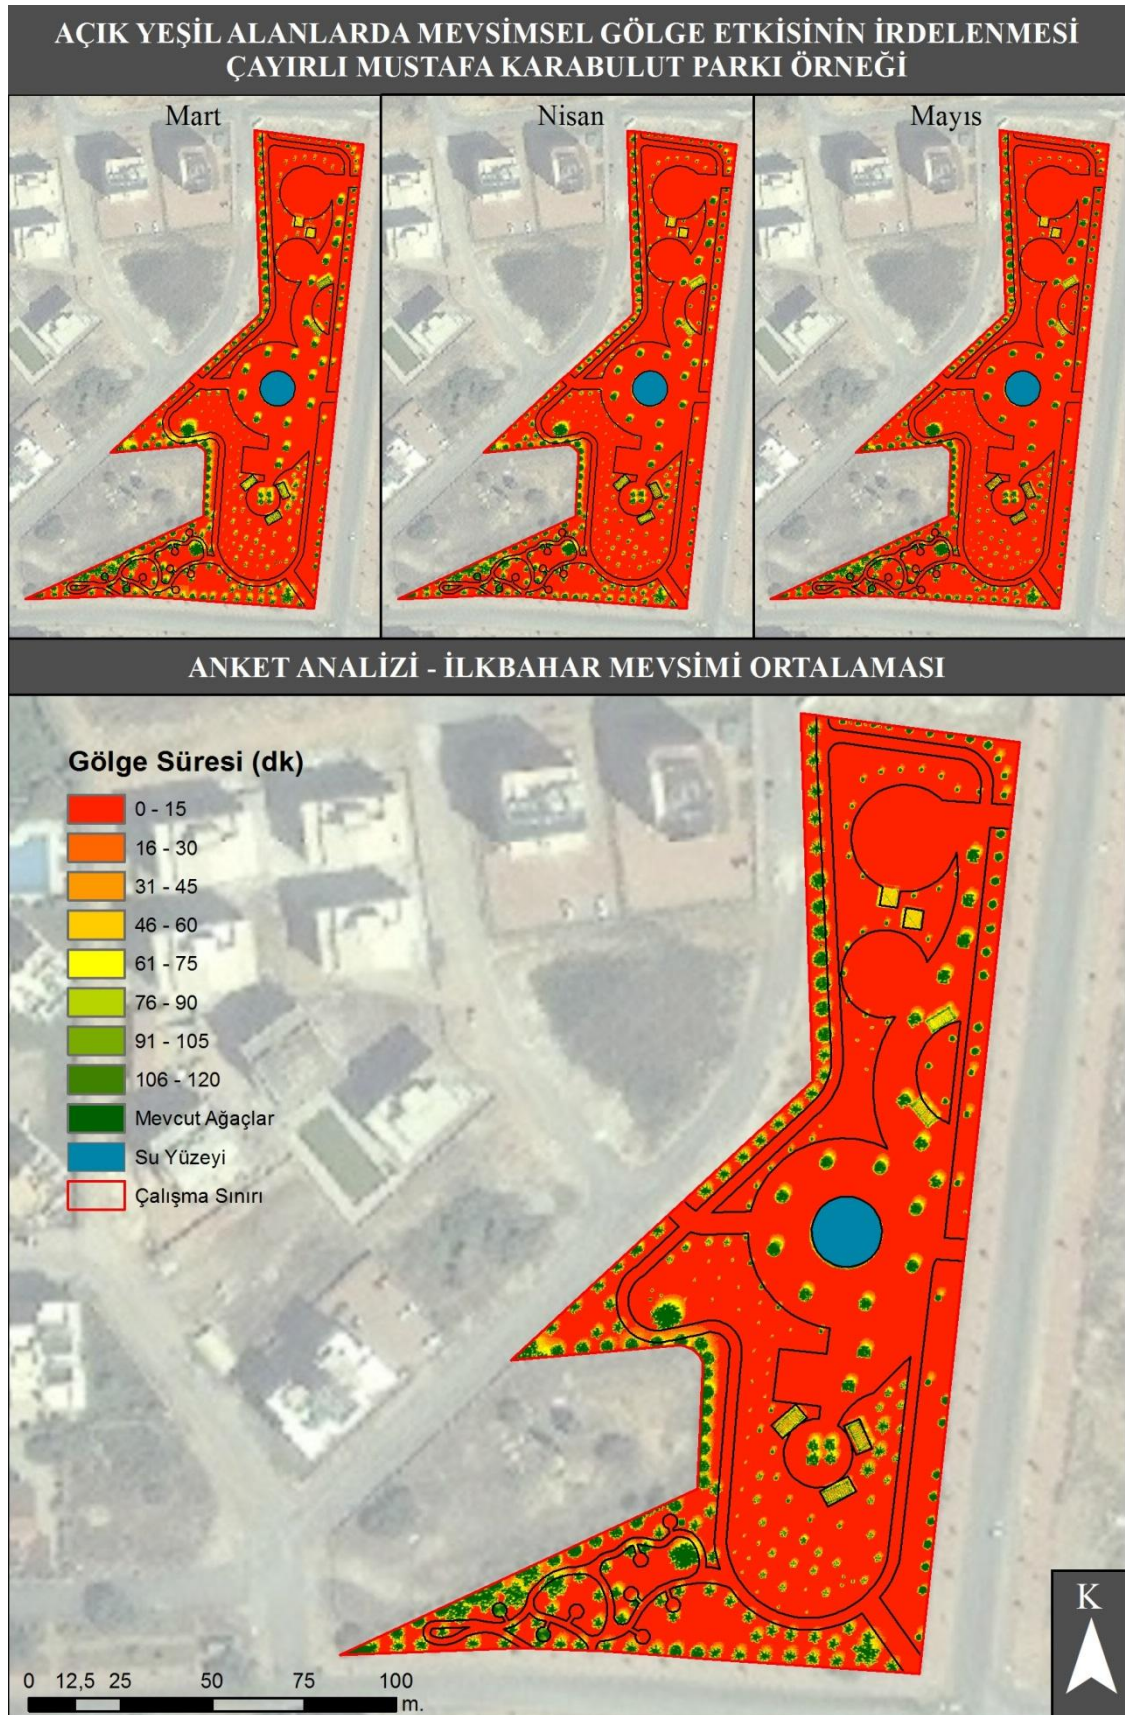 AÇIK YEŞİL ALANLARDA MEVSİMSEL GÖLGE ETKİSİNİN İRDELENMESİ
ÇAYIRLI MUSTAFA KARABULUT PARKI ÖRNEĞİ
Mart
Nisan
Mayıs
ANKET ANALİZİ - İLKBAHAR MEVSİMİ ORTALAMASI
Gölge Süresi (dk)
0 - 15
16 - 30
31 - 45
46 - 60
61 - 75
76 - 90
91 - 105
106 - 120
Mevcut Ağaçlar
Su Yüzeyi
Çalışma Sınırı
K
0 12,5 25 50 75 100
m.